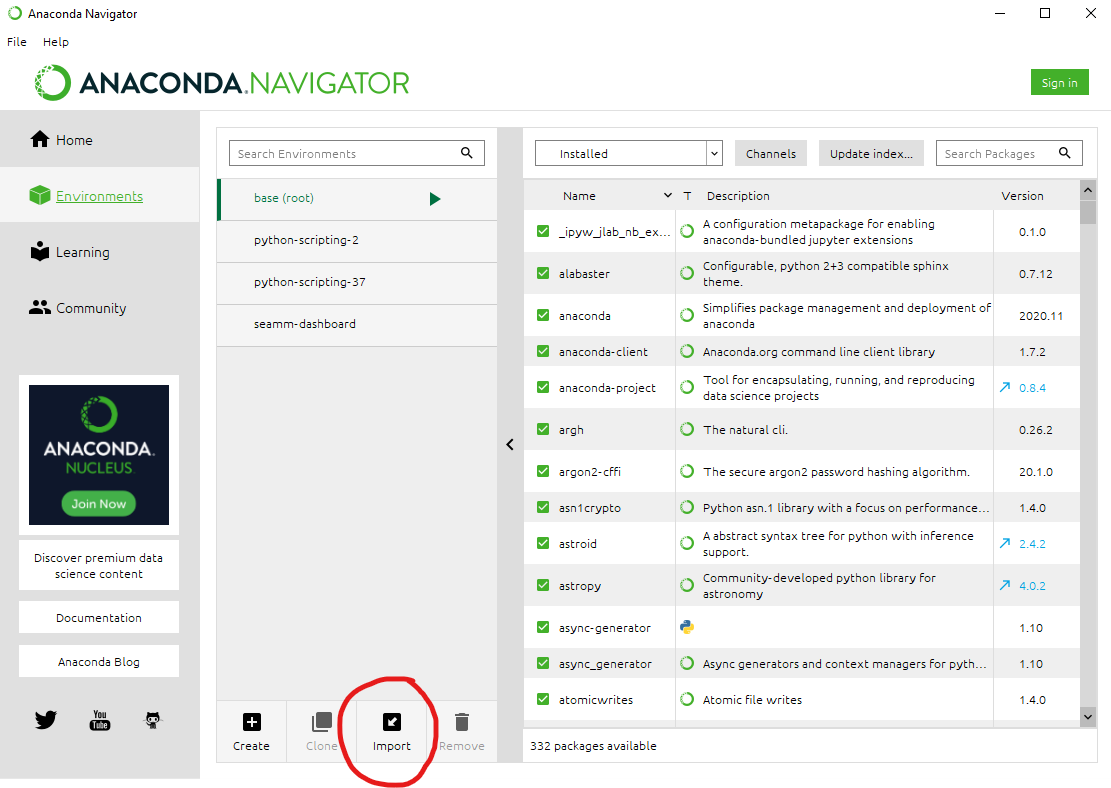 Anaconda Navigator
File Help
ANACONDA.NAVIGATOR
Sign in
Home
Environments
Learning
Community
ANACONDA.
NUCLEUS
Join Now
Discover premium data
science content
Documentation
Anaconda Blog
You
Tube
Search Environments
base (root)
python-scripting-2
python-scripting-37
seamm-dashboard
Create Clone Import Remove
Installed Channels Update index... Search Packages
Name T Description Version
_ipyw_jlab_nb_ex... A configuration metapackage for enabling 0.1.0
anaconda-bundled jupyter extensions
alabaster Configurable, python 2+3 compatible sphinx 0.7.12
theme.
anaconda Simplifies package management and deployment of 2020.11
anaconda
anaconda-client Anaconda.org command line client library 1.7.2
anaconda-project Tool for encapsulating, running, and reproducing 0.8.4
data science projects
argh The natural cli. 0.26.2
argon2-cffi The secure argon2 password hashing algorithm. 20.1.0
asn1crypto Python asn.1 library with a focus on performance... 1.4.0
astroid A abstract syntax tree for python with inference 2.4.2
support.
astropy Community-developed python library for 4.0.2
astronomy
async-generator 1.10
async_generator Async generators and context managers for pyth... 1.10
atomicwrites Atomic file writes 1.4.0
332 packages available